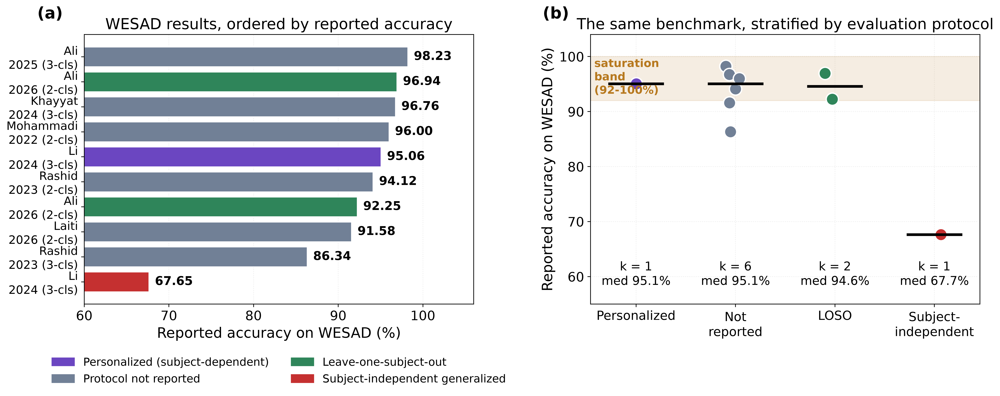 (a)
WESAD results, ordered by reported accuracy
Ali
2025 (3-cls)
98.23
Ali
2026 (2-cls)
96.94
Khayyat
2024 (3-cls)
96.76
Mohammadi
2022 (2-cls)
96.00
Li
2024 (3-cls)
95.06
Rashid
2023 (2-cls)
94.12
Ali
2026 (2-cls)
92.25
Laiti
2026 (2-cls)
91.58
Rashid
2023 (3-cls)
86.34
Li
2024 (3-cls)
67.65
60 70 80 90 100
Reported accuracy on WESAD (%)
Personalized (subject-dependent)
Protocol not reported
Leave-one-subject-out
Subject-independent generalized
(b)
The same benchmark, stratified by evaluation protocol
Reported accuracy on WESAD (%)
100
90
80
70
60
saturation
band
(92-100%)
k = 1
med 95.1%
k = 6
med 95.1%
k = 2
med 94.6%
k = 1
med 67.7%
Personalized
Not
reported
LOSO
Subject-
independent